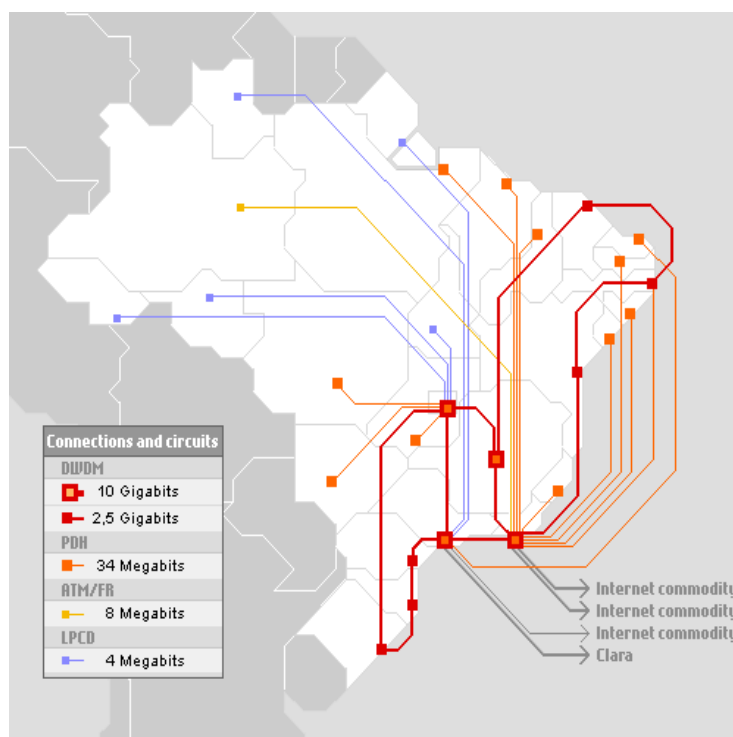 Connections and circuits
DWDM
10 Gigabits
2,5 Gigabits
PDH
34 Megabits
ATM/FR
8 Megabits
LPCD
4 Megabits
Internet commodity
Internet commodity
Internet commodity
Clara